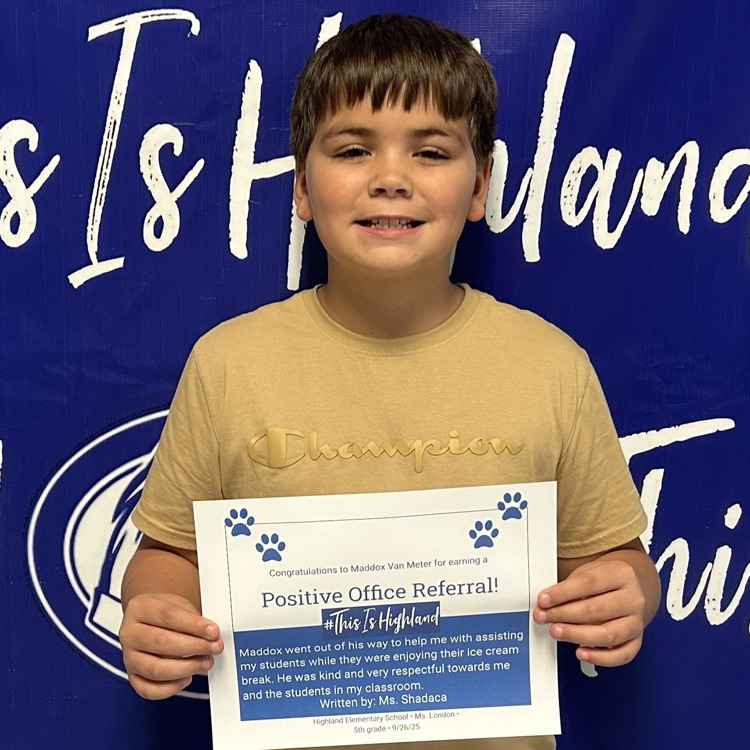 s Is Highland
Champion
Thi
Congratulations to Maddox Van Meter for earning a
Positive Office Referral!
#This Is Highland
Maddox went out of his way to help me with assisting
my students while they were enjoying their ice cream
break. He was kind and very respectful towards me
and the students in my classroom.
Written by: Ms. Shadaca
Highland Elementary School • Ms. London •
5th grade • 9/26/25